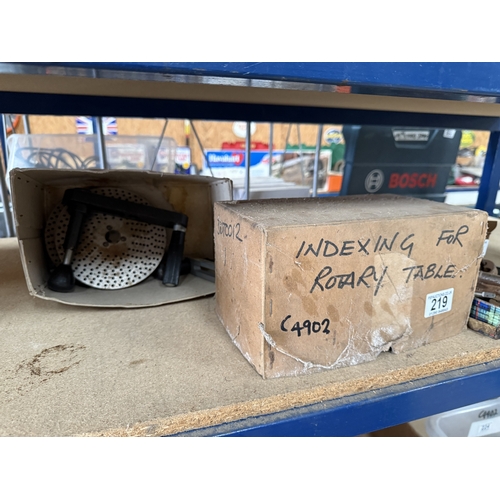 INDEXING FOR
ROTARY TABLE.
C4902
219
BOSCH